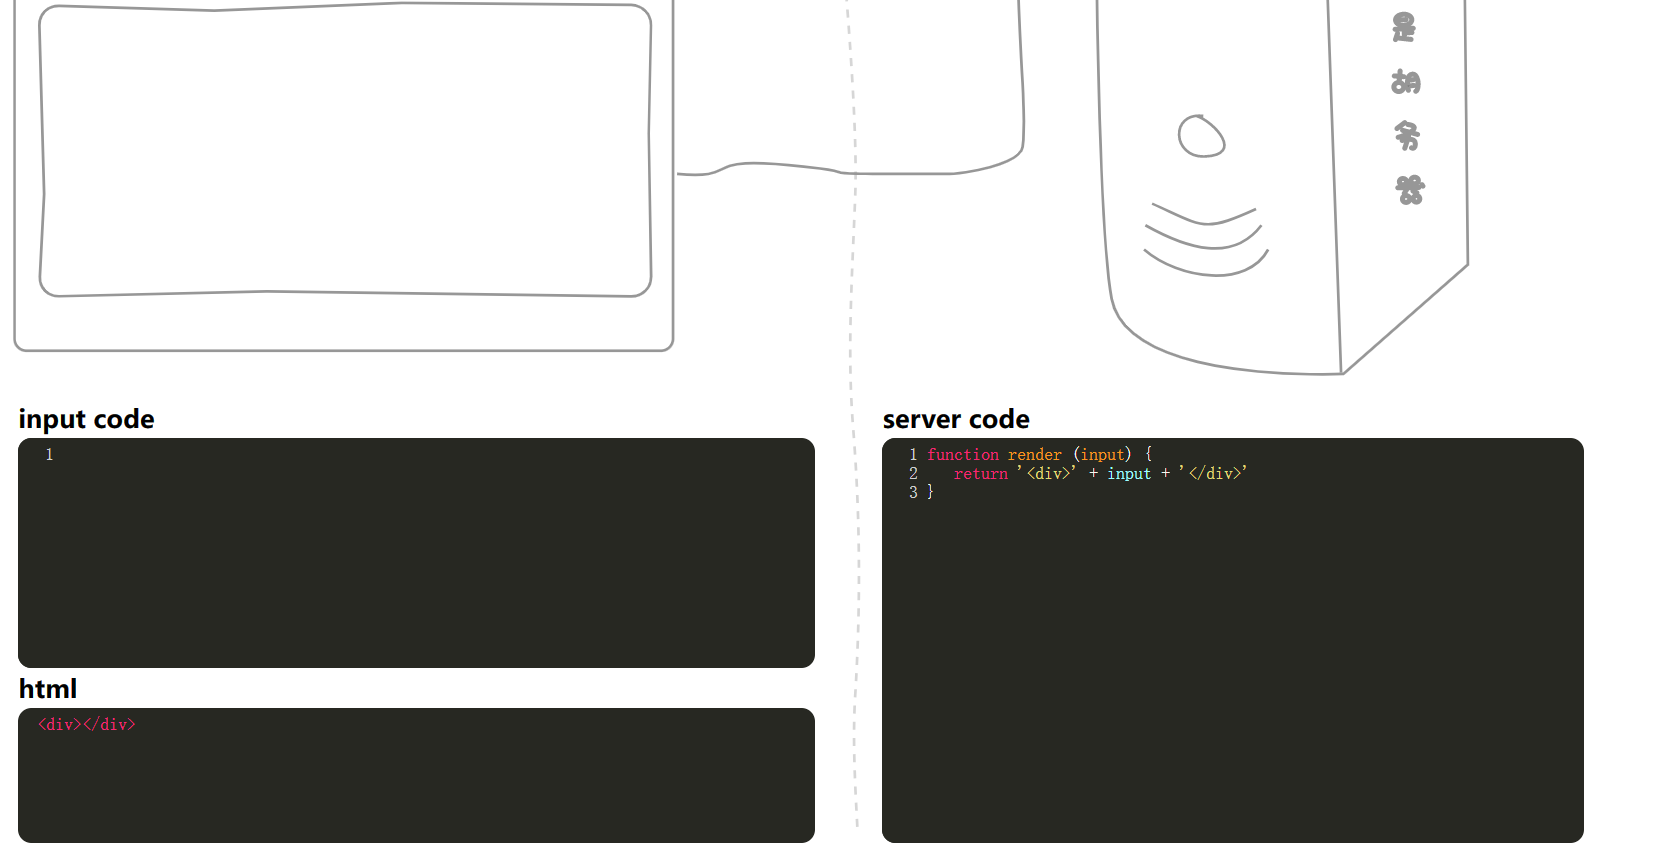 是
胡
务
器
input code
1
server code
1 function render (input) {
2 return '<div>' + input + '</div>'
3 }
html
<div></div>